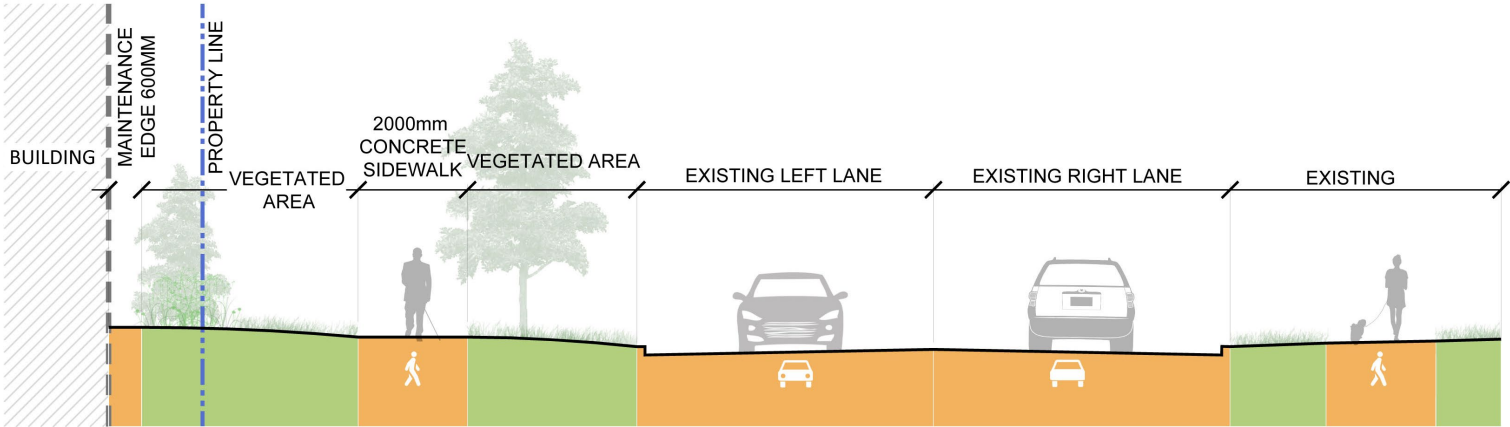 BUILDING
MAINTENANCE
EDGE 600MM
PROPERTY LINE
VEGETATED
AREA
2000mm
CONCRETE
SIDEWALK
VEGETATED AREA
EXISTING LEFT LANE
EXISTING RIGHT LANE
EXISTING